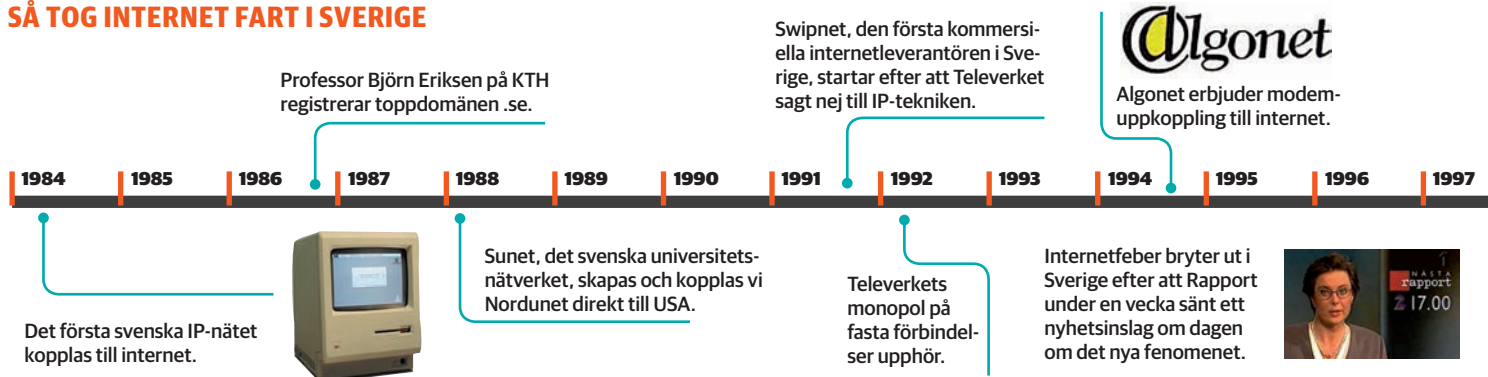 SÅ TOG INTERNET FART I SVERIGE
Professor Björn Eriksen på KTH
registrerar toppdomänen .se.
Swipnet, den första kommersi-
ella internetleverantören i Sve-
rige, startar efter att Televerket
sagt nej till IP-tekniken.
@lgonet
Algonet erbjuder modem-
uppkoppling till internet.
1984
1985
1986
1987
1988
1989
1990
1991
1992
1993
1994
1995
1996
1997
Det första svenska IP-nätet
kopplas till internet.
Sunet, det svenska universitets-
nätverket, skapas och kopplas vi
Nordunet direkt till USA.
Televerkets
monopol på
fasta förbindel-
ser upphör.
Internetfeber bryter ut i
Sverige efter att Rapport
under en vecka sänt ett
nyhetsinslag om dagen
om det nya fenomenet.
NÄSTA
rapport
2 17.00